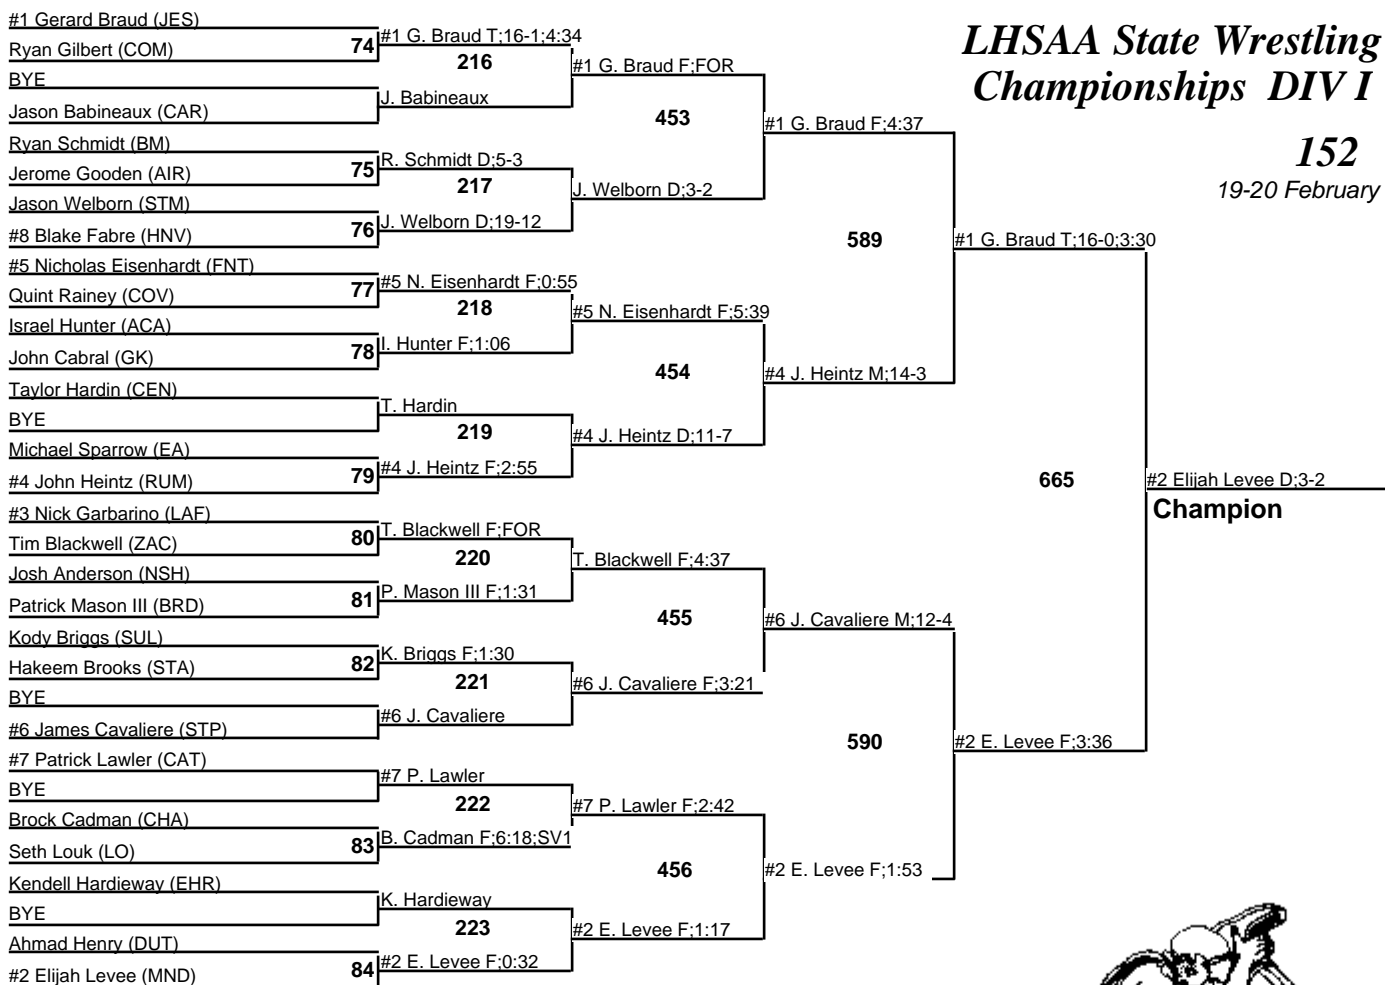 LHSAA State Wrestling
Championships DIV I
152
19-20 February
#1 Gerard Braud (JES)
Ryan Gilbert (COM)
BYE
Jason Babineaux (CAR)
Ryan Schmidt (BM)
Jerome Gooden (AIR)
Jason Welborn (STM)
#8 Blake Fabre (HNV)
#5 Nicholas Eisenhardt (FNT)
Quint Rainey (COV)
Israel Hunter (ACA)
John Cabral (GK)
Taylor Hardin (CEN)
BYE
Michael Sparrow (EA)
#4 John Heintz (RUM)
#3 Nick Garbarino (LAF)
Tim Blackwell (ZAC)
Josh Anderson (NSH)
Patrick Mason III (BRD)
Kody Briggs (SUL)
Hakeem Brooks (STA)
BYE
#6 James Cavaliere (STP)
#7 Patrick Lawler (CAT)
BYE
Brock Cadman (CHA)
Seth Louk (LO)
Kendell Hardieway (EHR)
BYE
Ahmad Henry (DUT)
#2 Elijah Levee (MND)
74
75
76
77
78
79
80
81
82
83
84
#1 G. Braud T;16-1;4:34
216
J. Babineaux
R. Schmidt D;5-3
217
J. Welborn D;19-12
#5 N. Eisenhardt F;0:55
218
I. Hunter F;1:06
T. Hardin
219
#4 J. Heintz F;2:55
T. Blackwell F;FOR
220
P. Mason III F;1:31
K. Briggs F;1:30
221
#6 J. Cavaliere
#7 P. Lawler
222
B. Cadman F;6:18;SV1
K. Hardieway
223
#2 E. Levee F;0:32
#1 G. Braud F;FOR
453
J. Welborn D;3-2
#5 N. Eisenhardt F;5:39
454
#4 J. Heintz D;11-7
T. Blackwell F;4:37
455
#6 J. Cavaliere F;3:21
#7 P. Lawler F;2:42
456
#2 E. Levee F;1:17
#1 G. Braud F;4:37
589
#4 J. Heintz M;14-3
#6 J. Cavaliere M;12-4
590
#2 E. Levee F;1:53
#1 G. Braud T;16-0;3:30
665
#2 E. Levee F;3:36
#2 Elijah Levee D;3-2
Champion